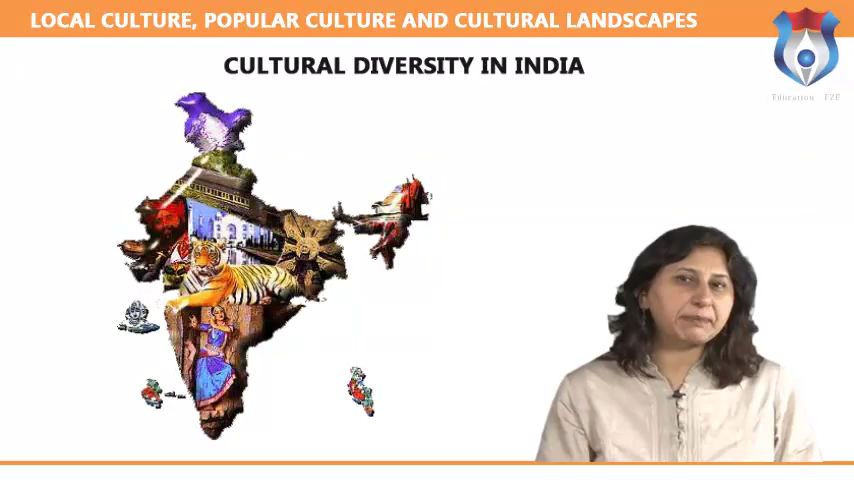 LOCAL CULTURE, POPULAR CULTURE AND CULTURAL LANDSCAPES
CULTURAL DIVERSITY IN INDIA
Education FZE